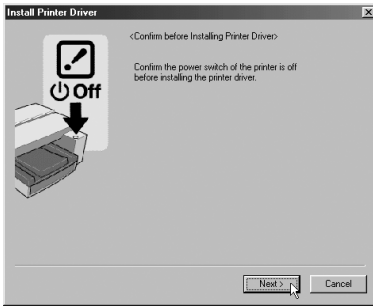 Install Printer Driver
<Confirm before Installing Printer Driver>
Confirm the power switch of the printer is off
before installing the printer driver.
Off
Next >
Cancel